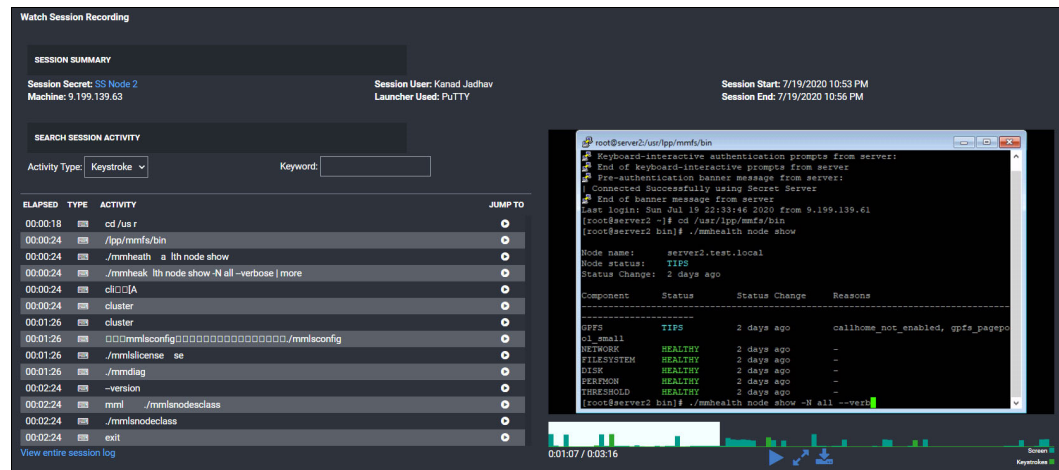 Watch Session Recording
SESSION SUMMARY
Session Secret: SS Node 2
Machine: 9.199.139.63
Session User: Kanad Jadhav
Launcher Used: PuTTY
Session Start: 7/19/2020 10:53 PM
Session End: 7/19/2020 10:56 PM
SEARCH SESSION ACTIVITY
Activity Type: Keystroke
Keyword:
ELAPSED TYPE ACTIVITY JUMP TO
00:00:18 cd /us r
00:00:24 /lpp/mmfs/bin
00:00:24 ./mmheath a lth node show
00:00:24 ./mmheak lth node show -N all –verbose | more
00:00:24 cli□□[A
00:00:24 cluster
00:01:26 cluster
00:01:26 □□□mmlsconfig□□□□□□□□□□□□□□□□□./mmlsconfig
00:01:26 ./mmlslicense se
00:01:26 ./mmdiag
00:02:24 –version
00:02:24 mml ./mmlsnodesclass
00:02:24 ./mmlsnodeclass
00:02:24 exit
View entire session log
root@server2:/usr/lpp/mmfs/bin
Keyboard-interactive authentication prompts from server:
End of keyboard-interactive prompts from server
Pre-authentication banner message from server:
| Connected Successfully using Secret Server
End of banner message from server
Last login: Sun Jul 19 22:33:46 2020 from 9.199.139.61
[root@server2 ~]# cd /usr/lpp/mmfs/bin
[root@server2 bin]# ./mmhealth node show
Node name: server2.test.local
Node status: TIPS
Status Change: 2 days ago
Component Status Status Change Reasons
--------------------------------------------------------------------------------
--------------------
GPFS TIPS 2 days ago callhome_not_enabled, gpfs_pagepo
ol_small
NETWORK HEALTHY 2 days ago -
FILESYSTEM HEALTHY 2 days ago -
DISK HEALTHY 2 days ago -
PERFMON HEALTHY 2 days ago -
THRESHOLD HEALTHY 2 days ago -
[root@server2 bin]# ./mmhealth node show -N all --verb
0:01:07 / 0:03:16
Screen
Keystrokes